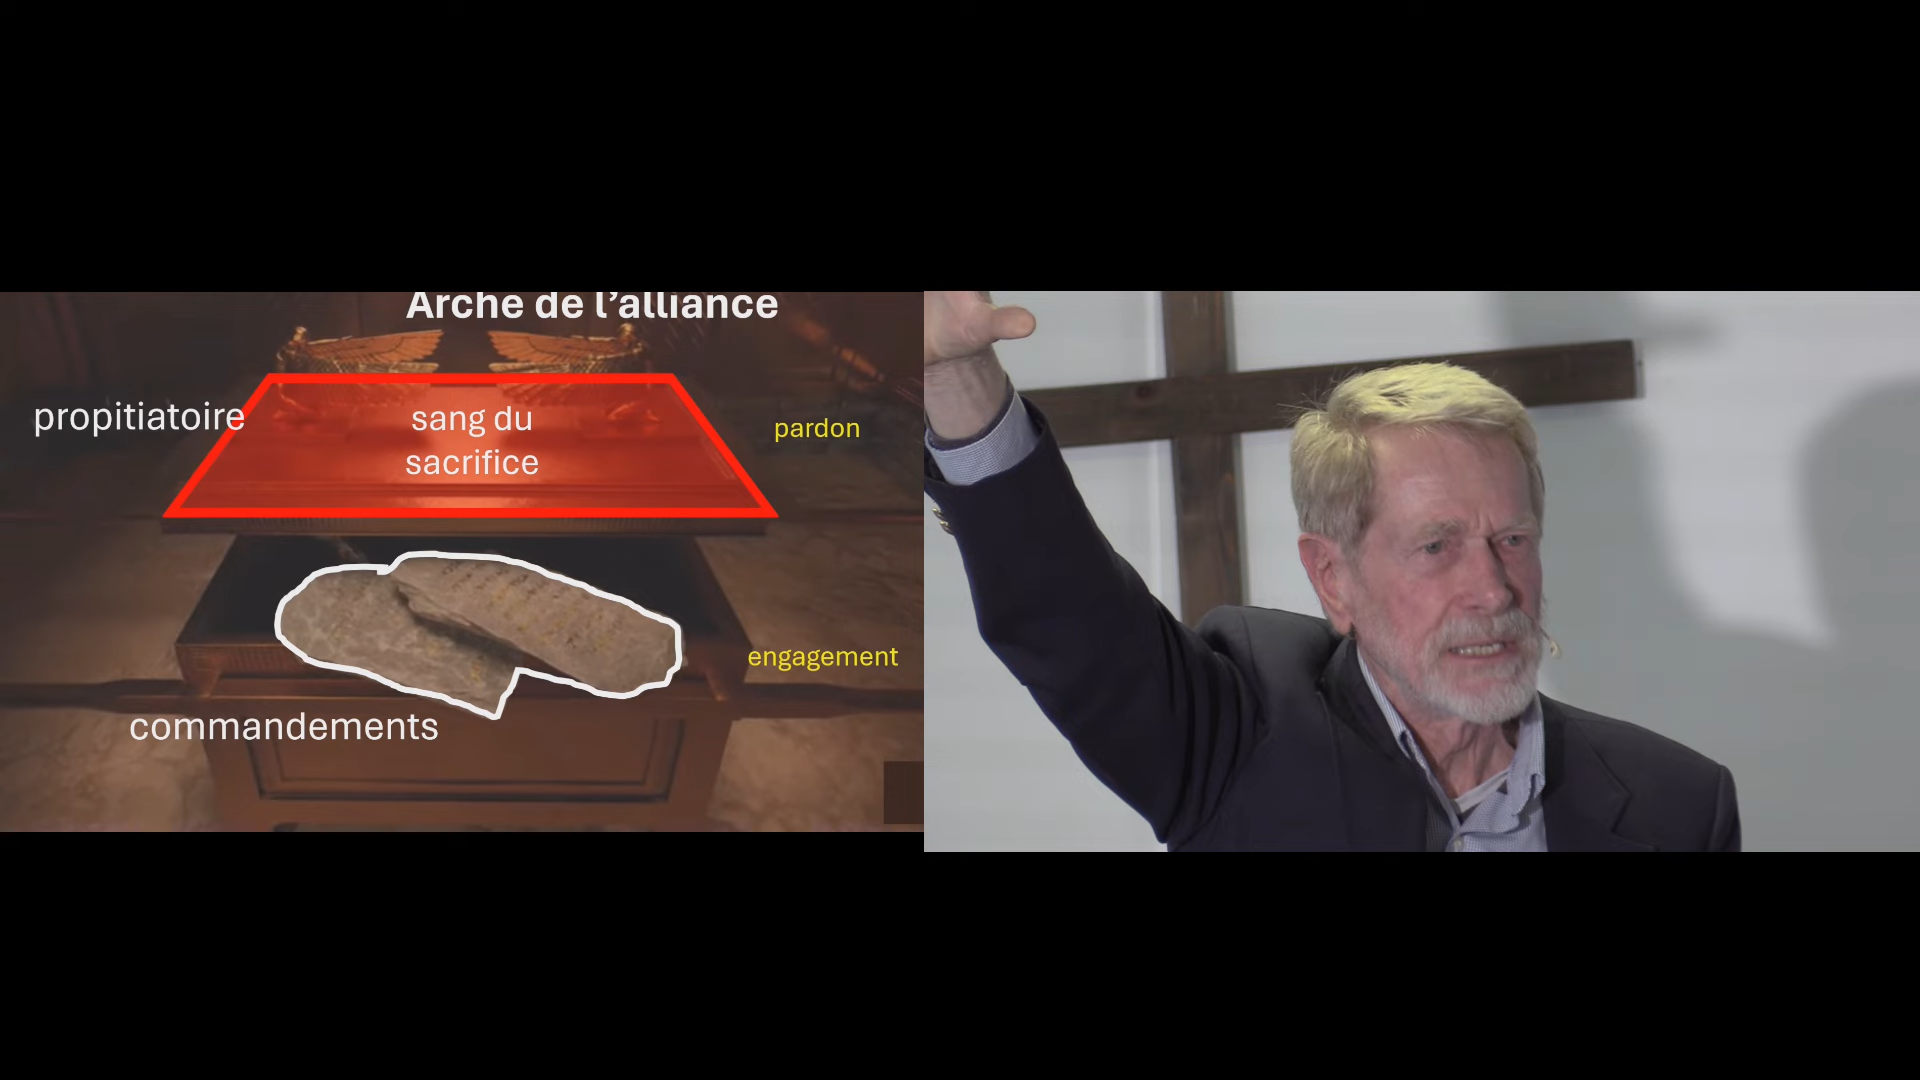 Arche de l’alliance
propitiatoire
sang du
sacrifice
pardon
engagement
commandements